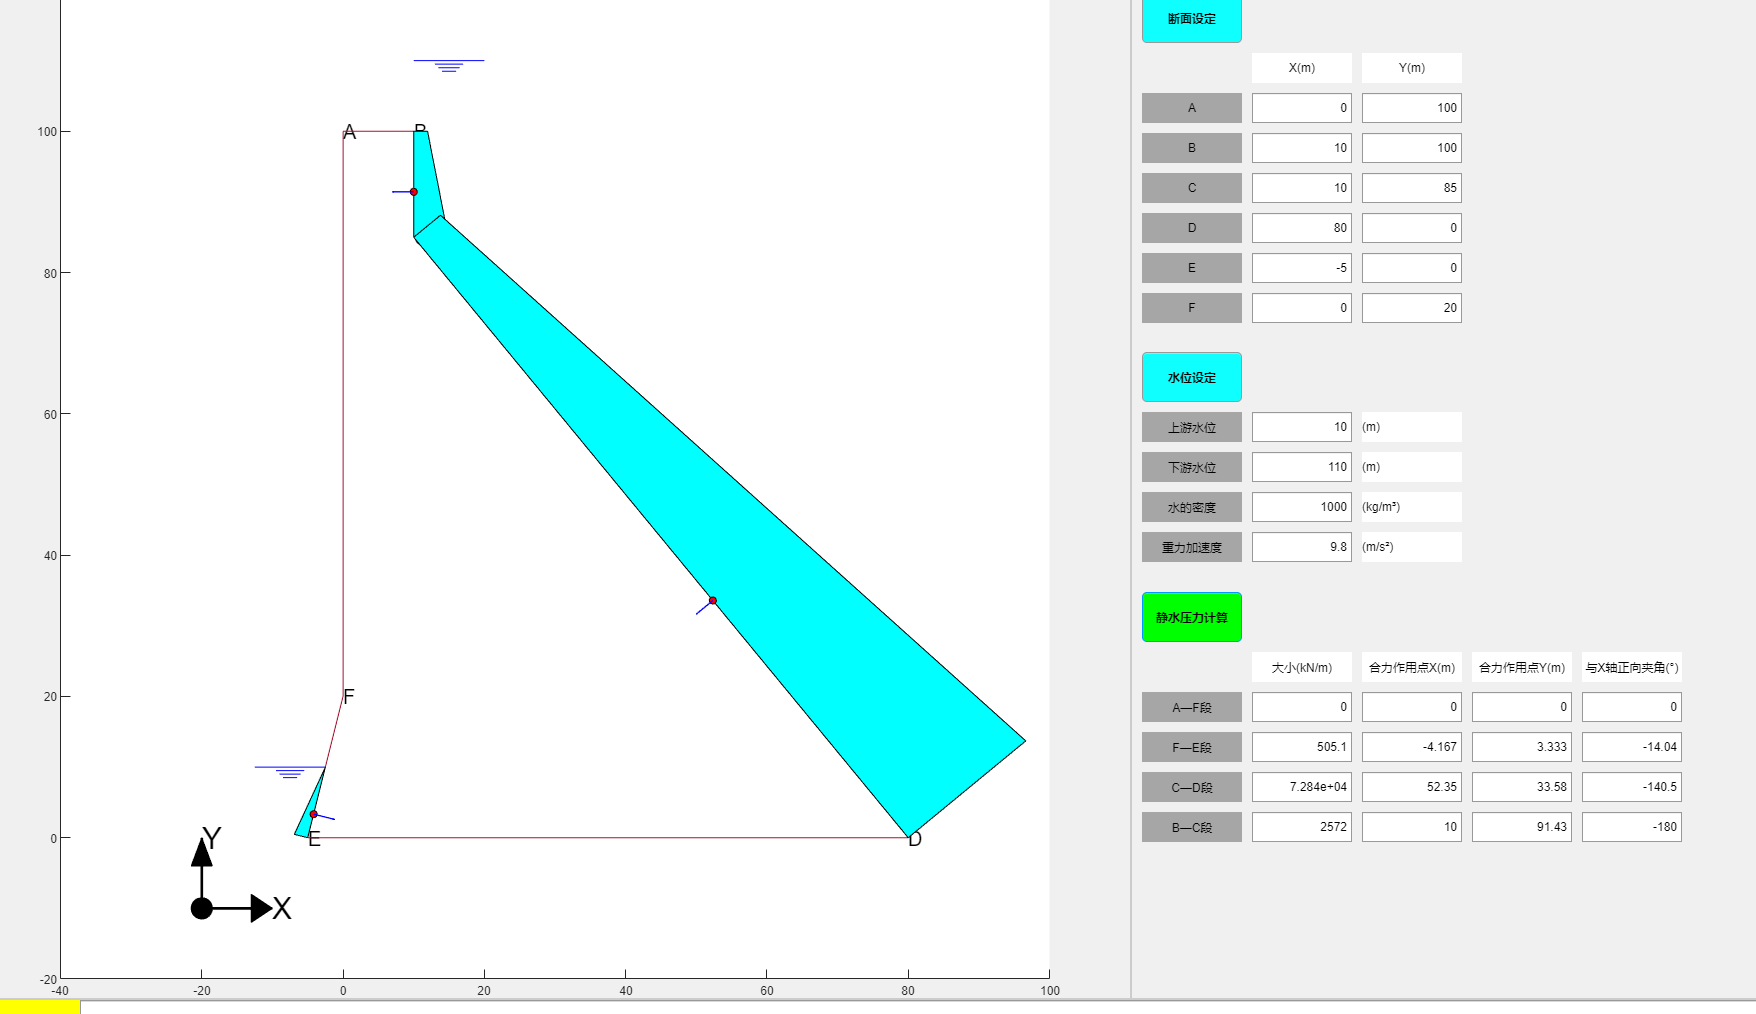 断面设定
X(m) Y(m)
A 0 100
B 10 100
C 10 85
D 80 0
E -5 0
F 0 20
水位设定
上游水位 10 (m)
下游水位 110 (m)
水的密度 1000 (kg/m³)
重力加速度 9.8 (m/s²)
静水压力计算
大小(kN/m) 合力作用点X(m) 合力作用点Y(m) 与X轴正向夹角(°)
A—F段 0 0 0 0
F—E段 505.1 -4.167 3.333 -14.04
C—D段 7.284e+04 52.35 33.58 -140.5
B—C段 2572 10 91.43 -180
100
80
60
40
20
0
-20
-40 -20 0 20 40 60 80 100
A B
F
E D
Y
X